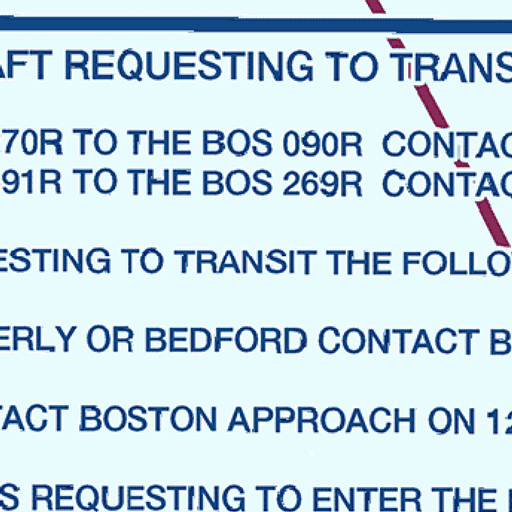 AFT REQUESTING TO TRANS
70R TO THE BOS 090R CONTAC
91R TO THE BOS 269R CONTAC
ESTING TO TRANSIT THE FOLLO
ERLY OR BEDFORD CONTACT B
TACT BOSTON APPROACH ON 12
S REQUESTING TO ENTER THE